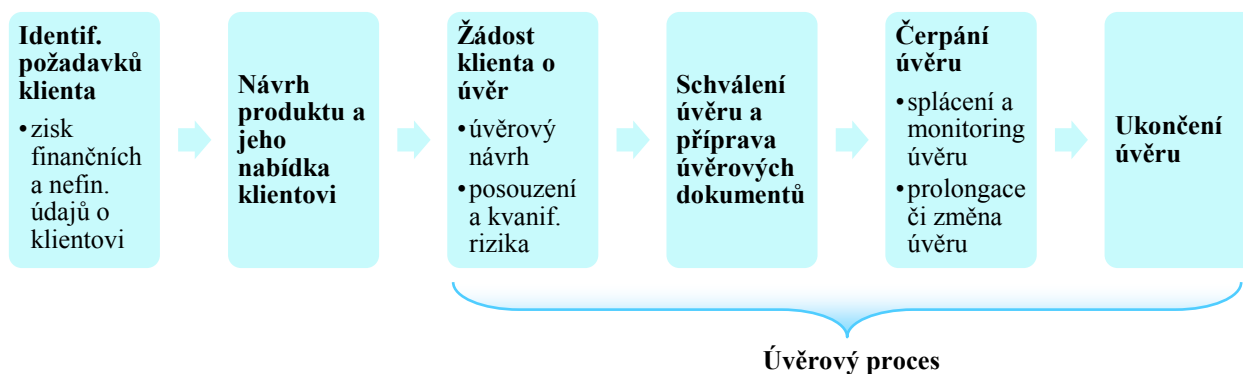 Identif.
požadavků
klienta
•zisk
finančních
a nefin.
údajů o
klientovi
Návrh
produktu a
jeho
nabídka
klientovi
Žádost
klienta o
úvěr
•úvěrový
návrh
•posouzení
a kvanif.
rizika
Schválení
úvěru a
příprava
úvěrových
dokumentů
Čerpání
úvěru
•splácení a
monitoring
úvěru
•prolongace
či změna
úvěru
Ukončení
úvěru
Úvěrový proces